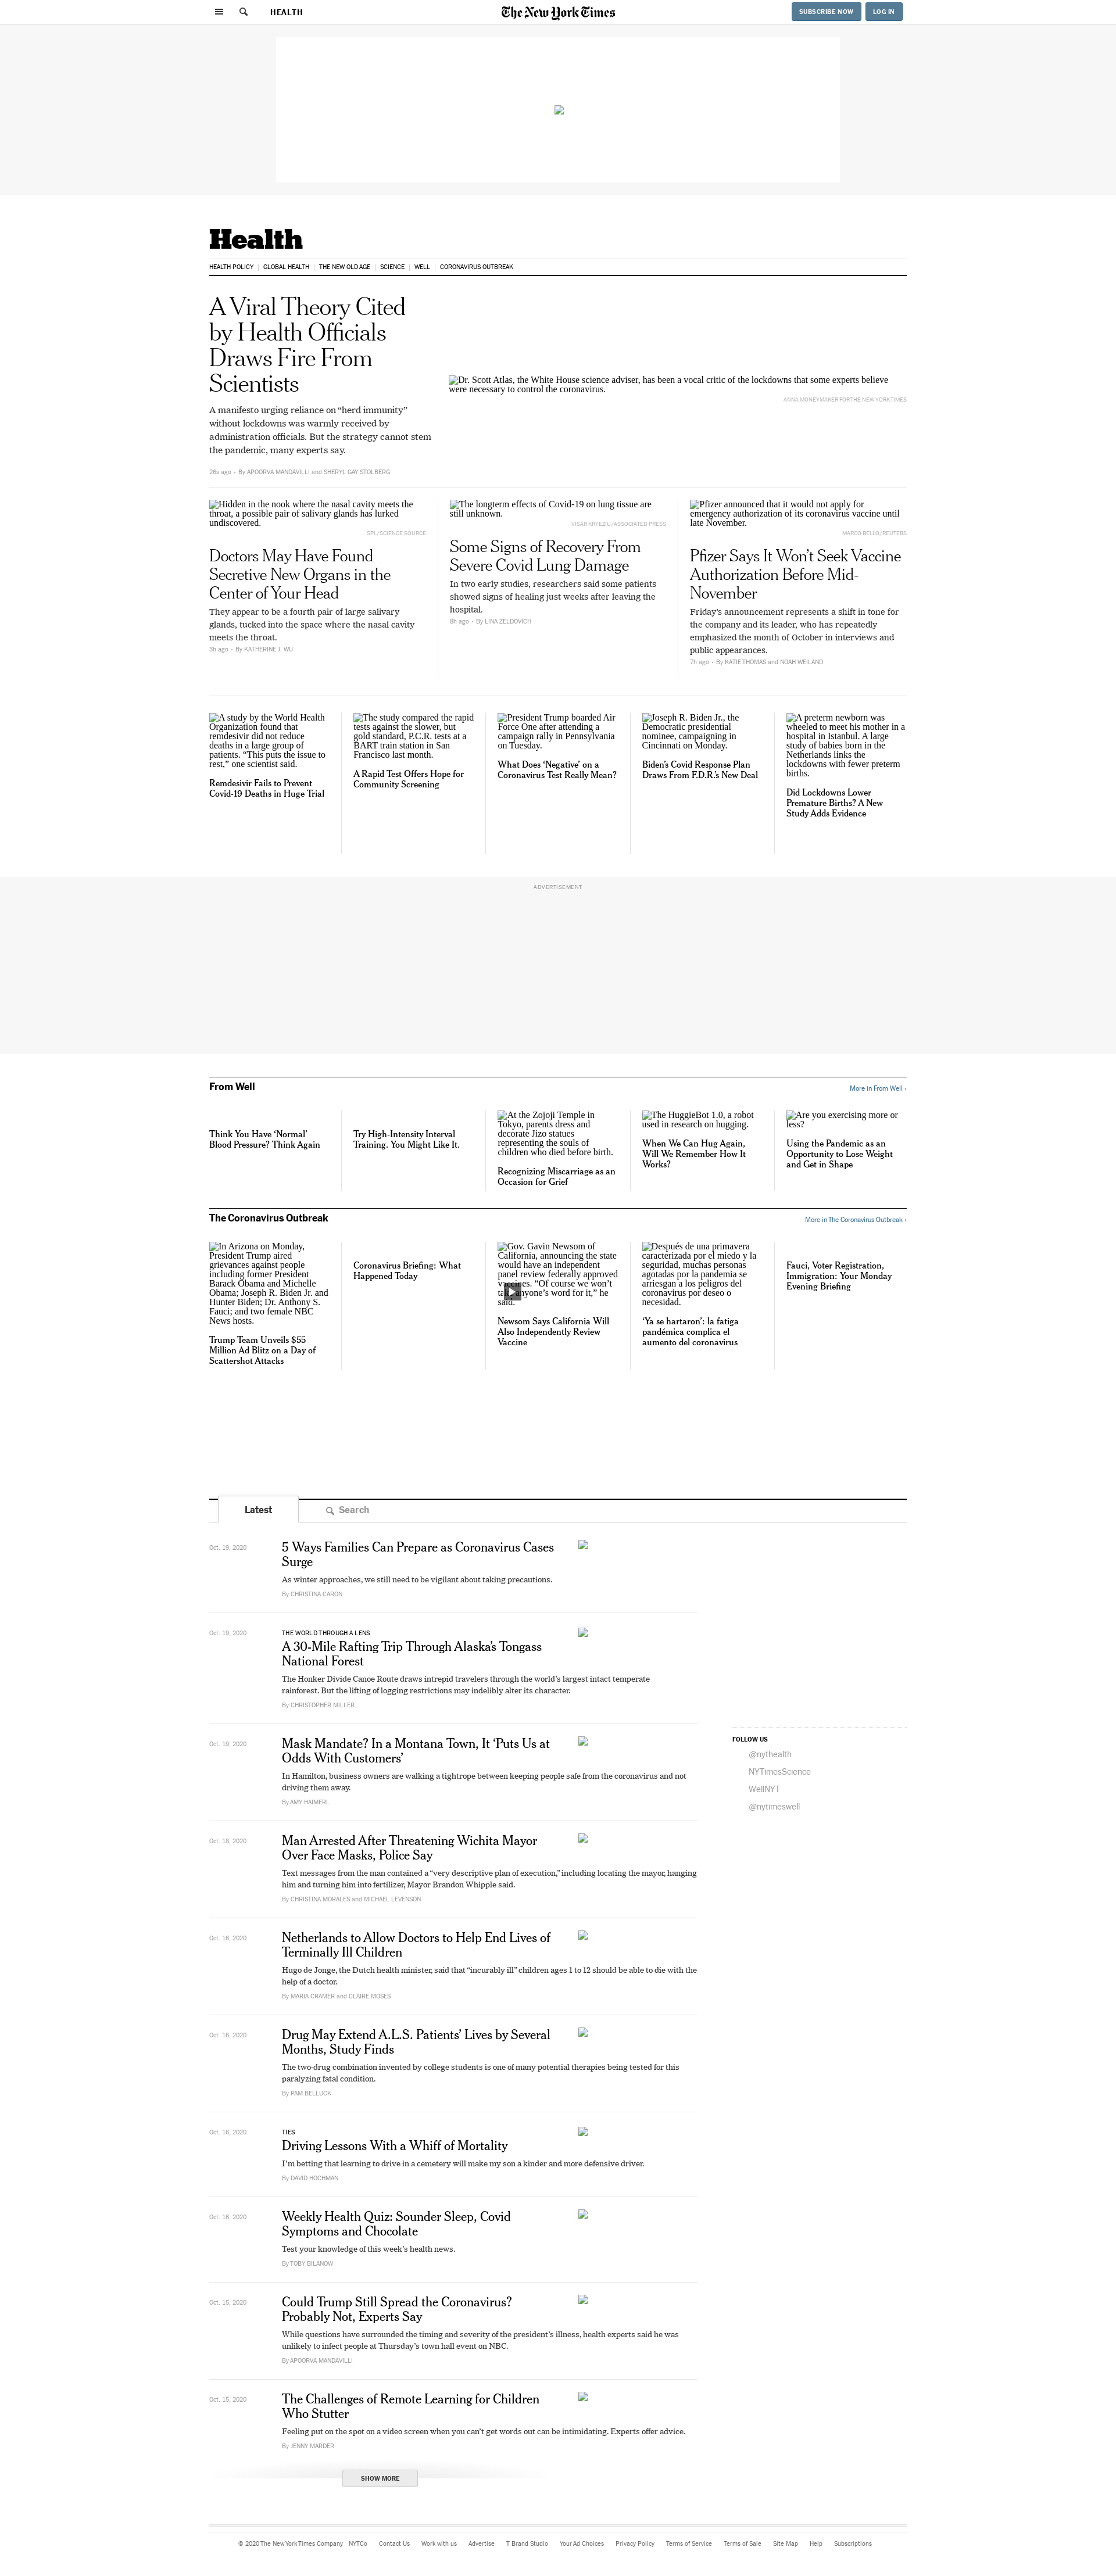 HEALTH
The New York Times
SUBSCRIBE NOW
LOG IN
Health
HEALTH POLICY
GLOBAL HEALTH
THE NEW OLD AGE
SCIENCE
WELL
CORONAVIRUS OUTBREAK
A Viral Theory Cited
by Health Officials
Draws Fire From
Scientists
A manifesto urging reliance on “herd immunity”
without lockdowns was warmly received by
administration officials. But the strategy cannot stem
the pandemic, many experts say.
26s ago • By APOORVA MANDAVILLI and SHERYL GAY STOLBERG
Dr. Scott Atlas, the White House science adviser, has been a vocal critic of the lockdowns that some experts believe
were necessary to control the coronavirus.
ANNA MONEYMAKER FOR THE NEW YORK TIMES
Hidden in the nook where the nasal cavity meets the
throat, a possible pair of salivary glands has lurked
undiscovered.
SPL/SCIENCE SOURCE
Doctors May Have Found
Secretive New Organs in the
Center of Your Head
They appear to be a fourth pair of large salivary
glands, tucked into the space where the nasal cavity
meets the throat.
3h ago • By KATHERINE J. WU
The longterm effects of Covid-19 on lung tissue are
still unknown.
VISAR KRYEZIU/ASSOCIATED PRESS
Some Signs of Recovery From
Severe Covid Lung Damage
In two early studies, researchers said some patients
showed signs of healing just weeks after leaving the
hospital.
8h ago • By LINA ZELDOVICH
Pfizer announced that it would not apply for
emergency authorization of its coronavirus vaccine until
late November.
MARCO BELLO/REUTERS
Pfizer Says It Won’t Seek Vaccine
Authorization Before Mid-
November
Friday’s announcement represents a shift in tone for
the company and its leader, who has repeatedly
emphasized the month of October in interviews and
public appearances.
7h ago • By KATIE THOMAS and NOAH WEILAND
A study by the World Health
Organization found that
remdesivir did not reduce
deaths in a large group of
patients. “This puts the issue to
rest,” one scientist said.
Remdesivir Fails to Prevent
Covid-19 Deaths in Huge Trial
The study compared the rapid
tests against the slower, but
gold standard, P.C.R. tests at a
BART train station in San
Francisco last month.
A Rapid Test Offers Hope for
Community Screening
President Trump boarded Air
Force One after attending a
campaign rally in Pennsylvania
on Tuesday.
What Does ‘Negative’ on a
Coronavirus Test Really Mean?
Joseph R. Biden Jr., the
Democratic presidential
nominee, campaigning in
Cincinnati on Monday.
Biden’s Covid Response Plan
Draws From F.D.R.’s New Deal
A preterm newborn was
wheeled to meet his mother in a
hospital in Istanbul. A large
study of babies born in the
Netherlands links the
lockdowns with fewer preterm
births.
Did Lockdowns Lower
Premature Births? A New
Study Adds Evidence
ADVERTISEMENT
From Well
More in From Well ›
Think You Have ‘Normal’
Blood Pressure? Think Again
Try High-Intensity Interval
Training. You Might Like It.
At the Zojoji Temple in
Tokyo, parents dress and
decorate Jizo statues
representing the souls of
children who died before birth.
Recognizing Miscarriage as an
Occasion for Grief
The HuggieBot 1.0, a robot
used in research on hugging.
When We Can Hug Again,
Will We Remember How It
Works?
Are you exercising more or
less?
Using the Pandemic as an
Opportunity to Lose Weight
and Get in Shape
The Coronavirus Outbreak
More in The Coronavirus Outbreak ›
In Arizona on Monday,
President Trump aired
grievances against people
including former President
Barack Obama and Michelle
Obama; Joseph R. Biden Jr. and
Hunter Biden; Dr. Anthony S.
Fauci; and two female NBC
News hosts.
Trump Team Unveils $55
Million Ad Blitz on a Day of
Scattershot Attacks
Coronavirus Briefing: What
Happened Today
Gov. Gavin Newsom of
California, announcing the state
would have an independent
panel review federally approved
vaccines. “Of course we won’t
take anyone’s word for it,” he
said.
Newsom Says California Will
Also Independently Review
Vaccine
Después de una primavera
caracterizada por el miedo y la
seguridad, muchas personas
agotadas por la pandemia se
arriesgan a los peligros del
coronavirus por deseo o
necesidad.
‘Ya se hartaron’: la fatiga
pandémica complica el
aumento del coronavirus
Fauci, Voter Registration,
Immigration: Your Monday
Evening Briefing
Latest
Search
Oct. 19, 2020
5 Ways Families Can Prepare as Coronavirus Cases
Surge
As winter approaches, we still need to be vigilant about taking precautions.
By CHRISTINA CARON
Oct. 19, 2020
THE WORLD THROUGH A LENS
A 30-Mile Rafting Trip Through Alaska’s Tongass
National Forest
The Honker Divide Canoe Route draws intrepid travelers through the world’s largest intact temperate
rainforest. But the lifting of logging restrictions may indelibly alter its character.
By CHRISTOPHER MILLER
Oct. 19, 2020
Mask Mandate? In a Montana Town, It ‘Puts Us at
Odds With Customers’
In Hamilton, business owners are walking a tightrope between keeping people safe from the coronavirus and not
driving them away.
By AMY HAIMERL
FOLLOW US
@nythealth
NYTimesScience
WellNYT
@nytimeswell
Oct. 18, 2020
Man Arrested After Threatening Wichita Mayor
Over Face Masks, Police Say
Text messages from the man contained a “very descriptive plan of execution,” including locating the mayor, hanging
him and turning him into fertilizer, Mayor Brandon Whipple said.
By CHRISTINA MORALES and MICHAEL LEVENSON
Oct. 16, 2020
Netherlands to Allow Doctors to Help End Lives of
Terminally Ill Children
Hugo de Jonge, the Dutch health minister, said that “incurably ill” children ages 1 to 12 should be able to die with the
help of a doctor.
By MARIA CRAMER and CLAIRE MOSES
Oct. 16, 2020
Drug May Extend A.L.S. Patients’ Lives by Several
Months, Study Finds
The two-drug combination invented by college students is one of many potential therapies being tested for this
paralyzing fatal condition.
By PAM BELLUCK
Oct. 16, 2020
TIES
Driving Lessons With a Whiff of Mortality
I’m betting that learning to drive in a cemetery will make my son a kinder and more defensive driver.
By DAVID HOCHMAN
Oct. 16, 2020
Weekly Health Quiz: Sounder Sleep, Covid
Symptoms and Chocolate
Test your knowledge of this week’s health news.
By TOBY BILANOW
Oct. 15, 2020
Could Trump Still Spread the Coronavirus?
Probably Not, Experts Say
While questions have surrounded the timing and severity of the president’s illness, health experts said he was
unlikely to infect people at Thursday’s town hall event on NBC.
By APOORVA MANDAVILLI
Oct. 15, 2020
The Challenges of Remote Learning for Children
Who Stutter
Feeling put on the spot on a video screen when you can’t get words out can be intimidating. Experts offer advice.
By JENNY MARDER
SHOW MORE
© 2020 The New York Times Company NYTCo Contact Us Work with us Advertise T Brand Studio Your Ad Choices Privacy Policy Terms of Service Terms of Sale Site Map Help Subscriptions